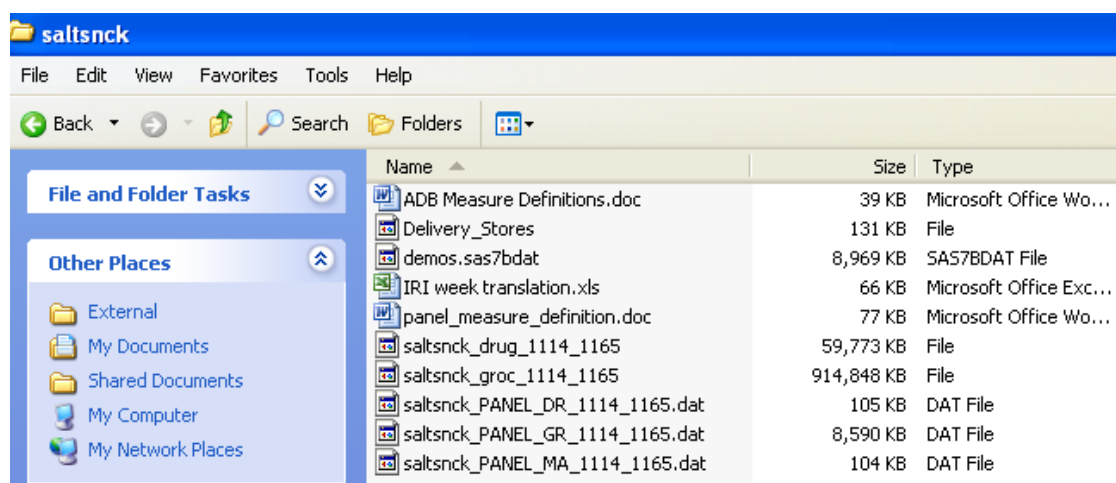 saltsnck
File Edit View Favorites Tools Help
Back Search Folders
Name Size Type
File and Folder Tasks
Other Places
External
My Documents
Shared Documents
My Computer
My Network Places
ADB Measure Definitions.doc 39 KB Microsoft Office Wo...
Delivery_Stores 131 KB File
demos.sas7bdat 8,969 KB SAS7BDAT File
IRI week translation.xls 66 KB Microsoft Office Exc...
panel_measure_definition.doc 77 KB Microsoft Office Wo...
saltsnck_drug_1114_1165 59,773 KB File
saltsnck_groc_1114_1165 914,848 KB File
saltsnck_PANEL_DR_1114_1165.dat 105 KB DAT File
saltsnck_PANEL_GR_1114_1165.dat 8,590 KB DAT File
saltsnck_PANEL_MA_1114_1165.dat 104 KB DAT File